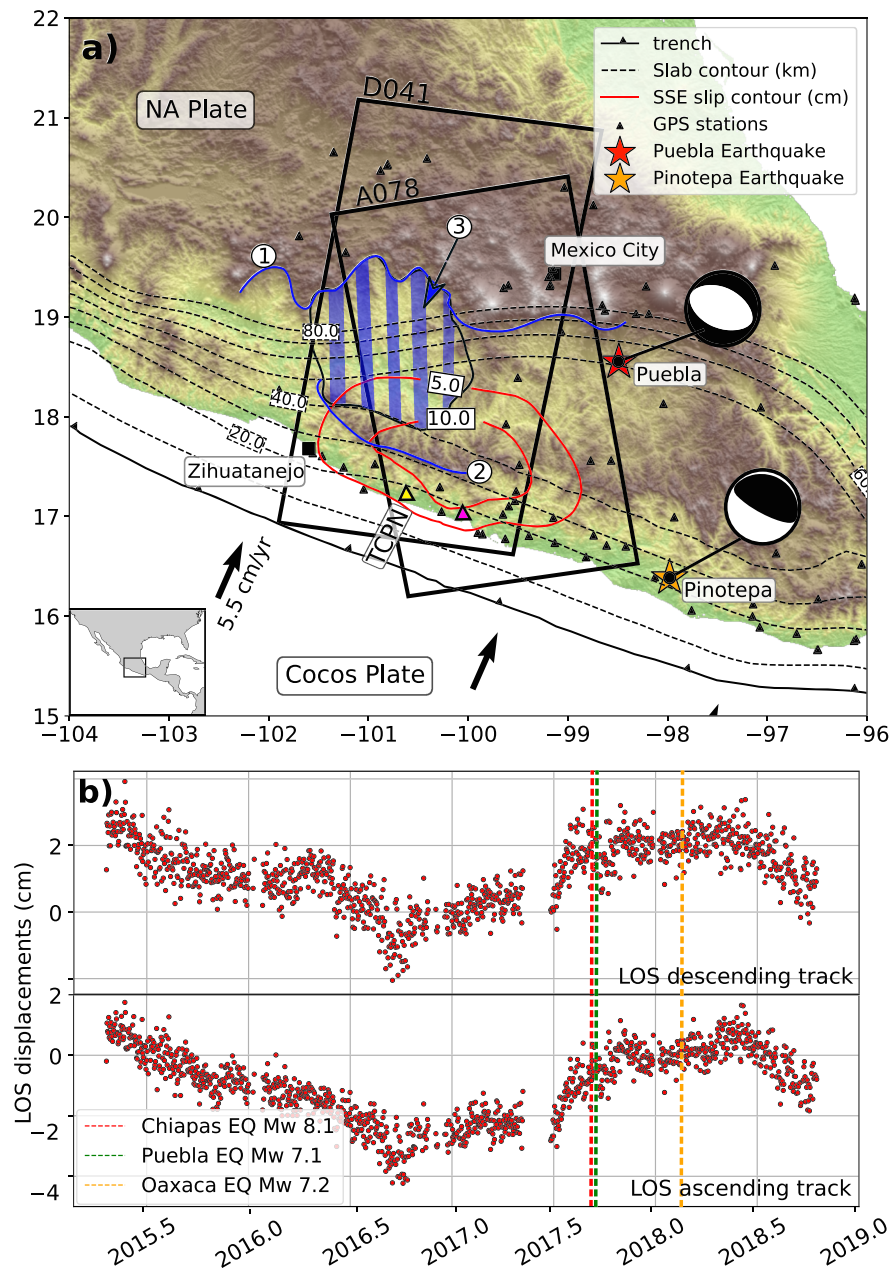 a)
trench
Slab contour (km)
SSE slip contour (cm)
GPS stations
Puebla Earthquake
Pinotepa Earthquake
NA Plate
D041
A078
1
3
Mexico City
80.0
5.0
Puebla
40.0
10.0
60.
20.0
2
Zihuatanejo
TCPN
5.5 cm/yr
Pinotepa
Cocos Plate
22
21
20
19
18
17
16
15
−104 −103 −102 −101 −100 −99 −98 −97 −96
b)
LOS displacements (cm)
2
0
LOS descending track
2
0
−2
−4
Chiapas EQ Mw 8.1
Puebla EQ Mw 7.1
Oaxaca EQ Mw 7.2
LOS ascending track
2015.5 2016.0 2016.5 2017.0 2017.5 2018.0 2018.5 2019.0